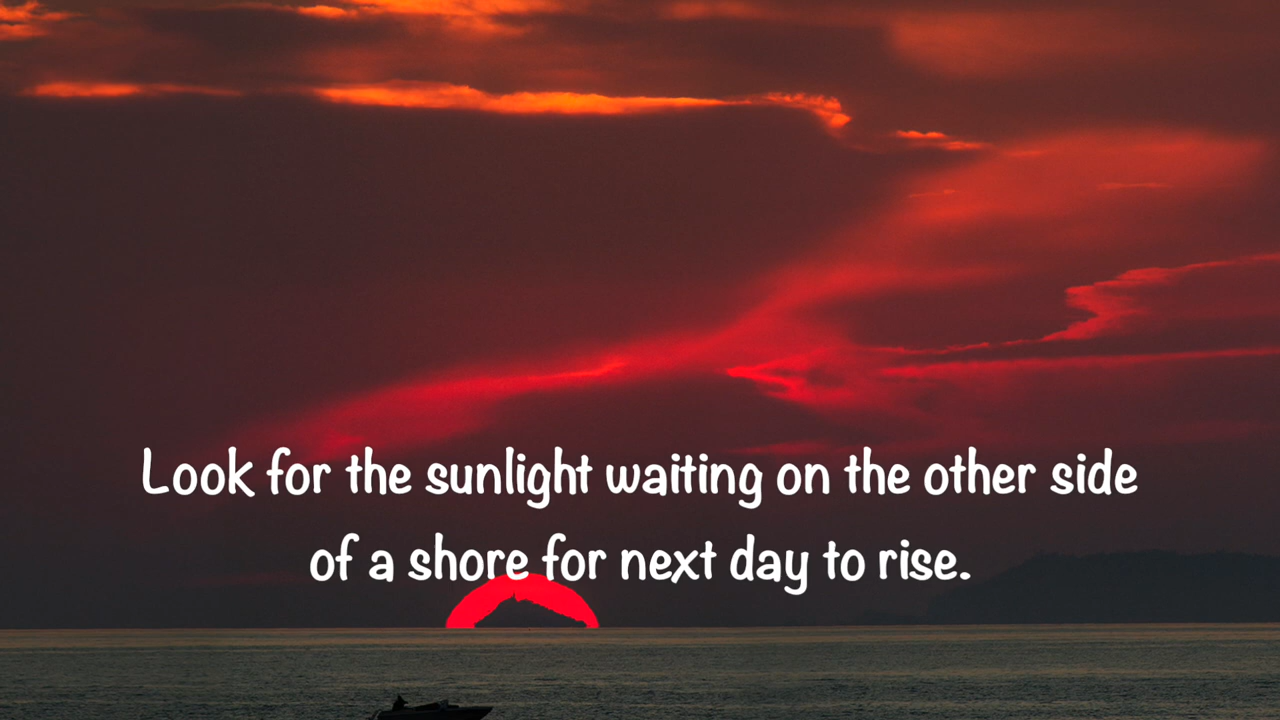 Look for the sunlight waiting on the other side
of a shore for next day to rise.